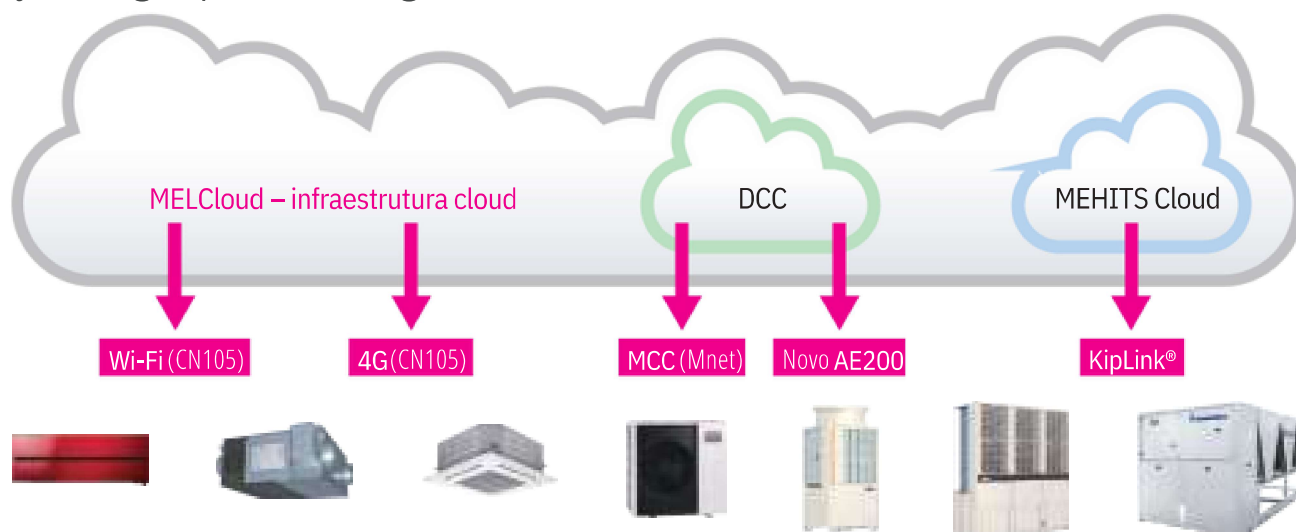 MELCloud – infraestrutura cloud
DCC
MEHITS Cloud
Wi-Fi (CN105)
4G(CN105)
MCC (Mnet)
Novo AE200
KipLink®